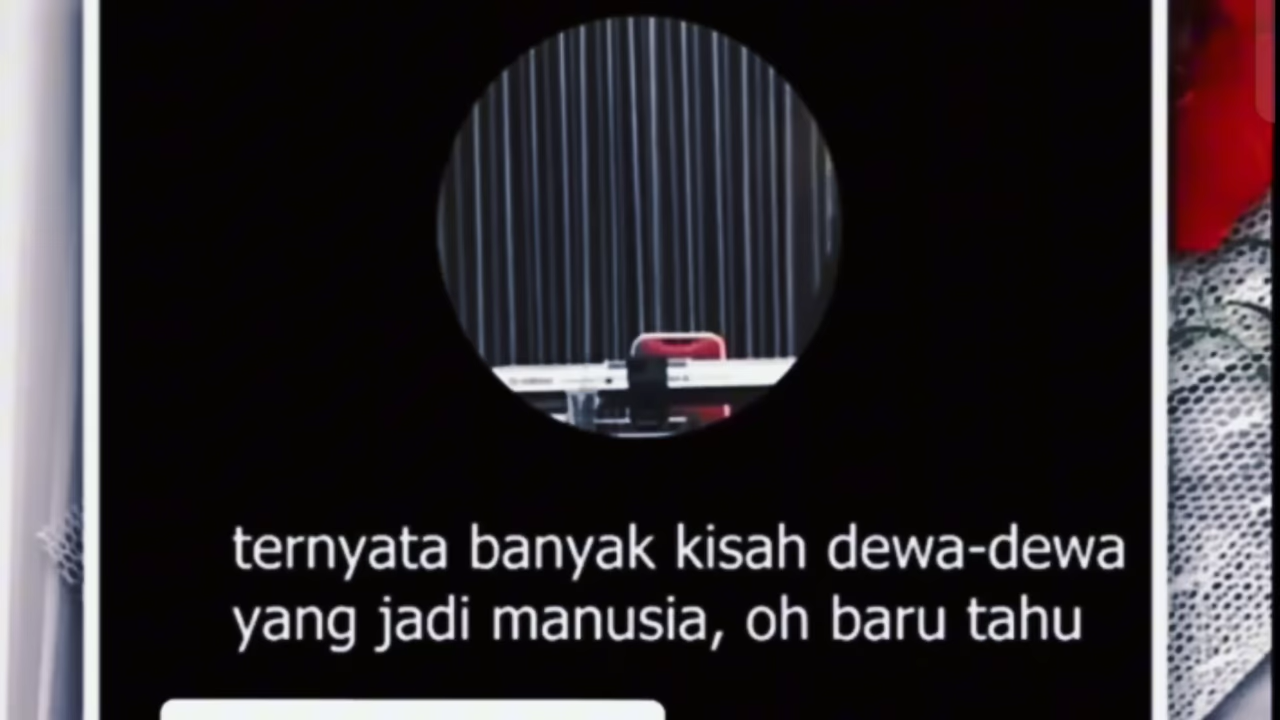 ternyata banyak kisah dewa-dewa
yang jadi manusia, oh baru tahu